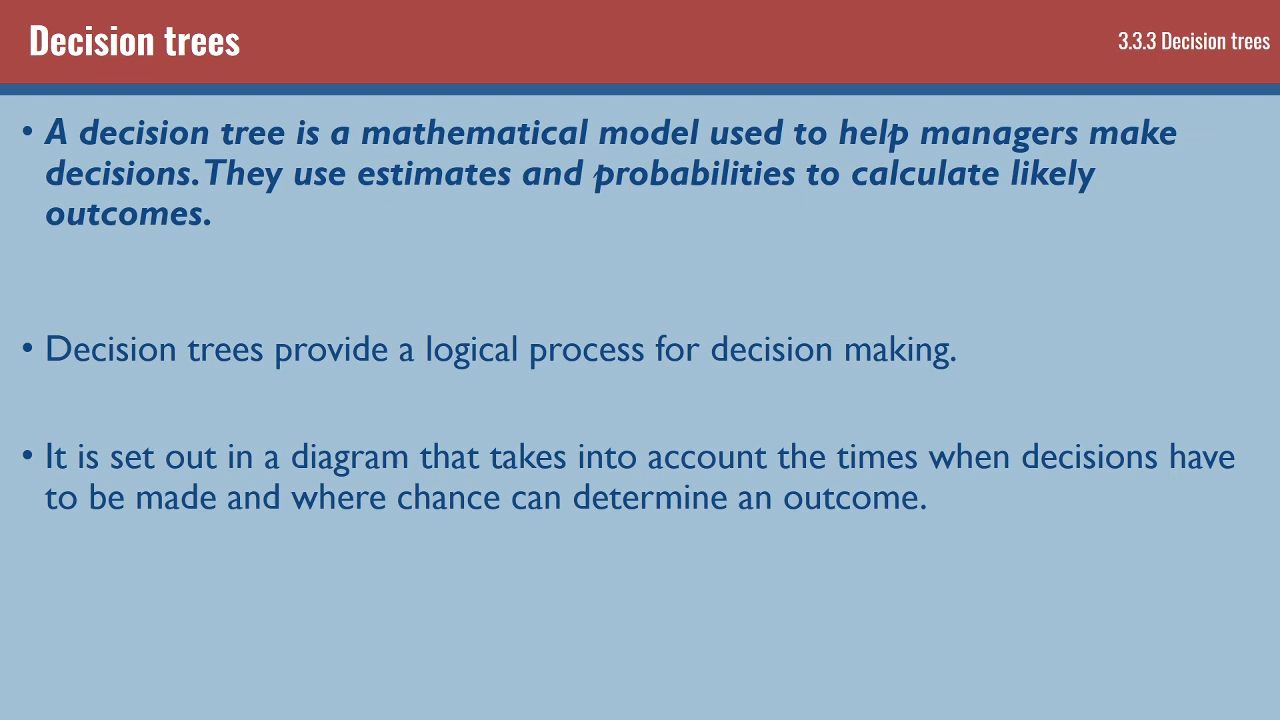 Decision trees
3.3.3 Decision trees
• A decision tree is a mathematical model used to help managers make
decisions. They use estimates and probabilities to calculate likely
outcomes.
• Decision trees provide a logical process for decision making.
• It is set out in a diagram that takes into account the times when decisions have
to be made and where chance can determine an outcome.